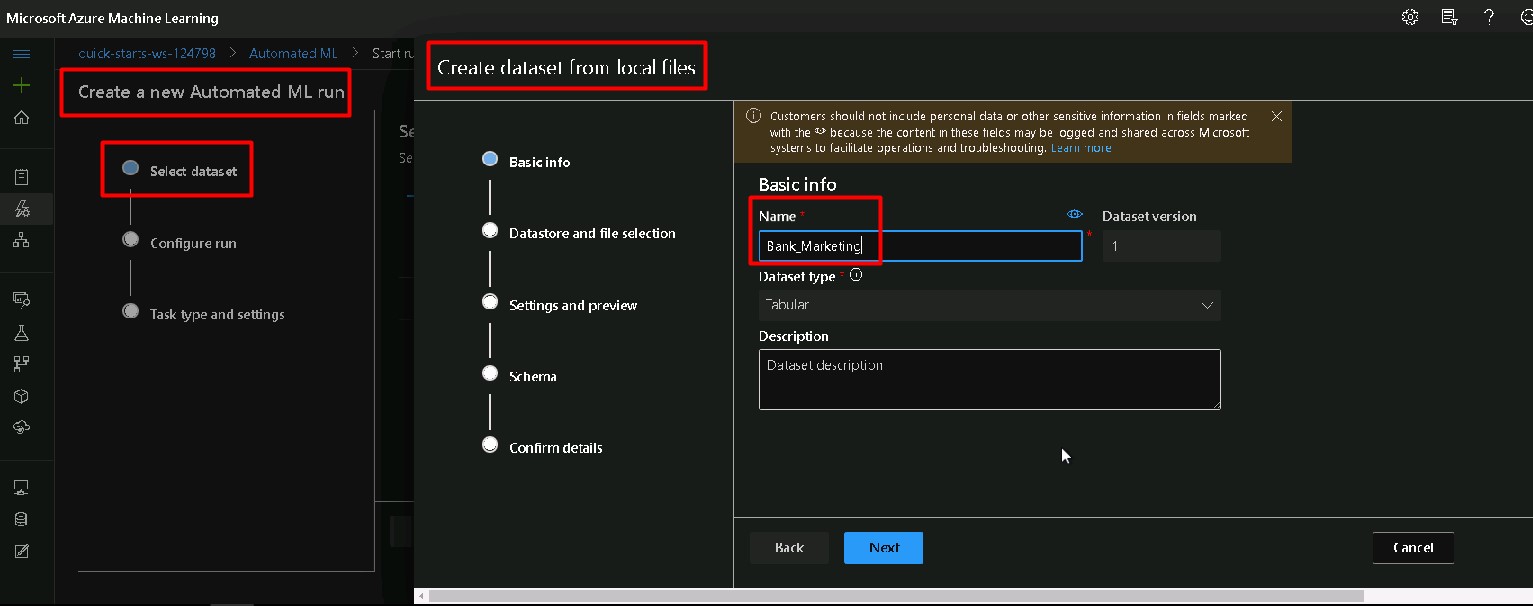 Microsoft Azure Machine Learning
quick-starts-ws-124798 > Automated ML > Start ru
Create a new Automated ML run
Select dataset
Configure run
Task type and settings
Se
Se
Create dataset from local files
Basic info
Datastore and file selection
Settings and preview
Schema
Confirm details
Customers should not include personal data or other sensitive information in fields marked
with the because the content in these fields may be logged and shared across Microsoft
systems to facilitate operations and troubleshooting. Learn more
Basic info
Name *
Dataset version
Bank_Marketing
*
1
Dataset type *
Tabular
Description
Dataset description
Back
Next
Cancel